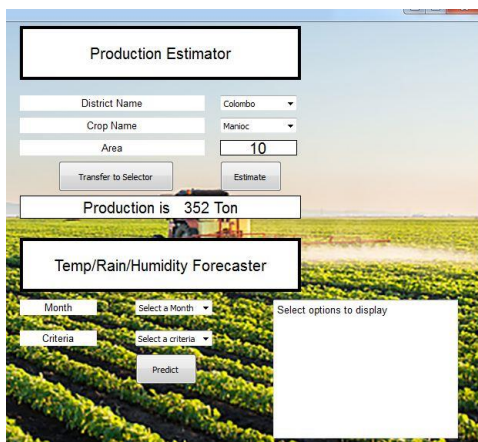 Production Estimator
District Name Colombo
Crop Name Manioc
Area 10
Transfer to Selector Estimate
Production is 352 Ton
Temp/Rain/Humidity Forecaster
Month Select a Month
Select options to display
Criteria Select a criteria
Predict